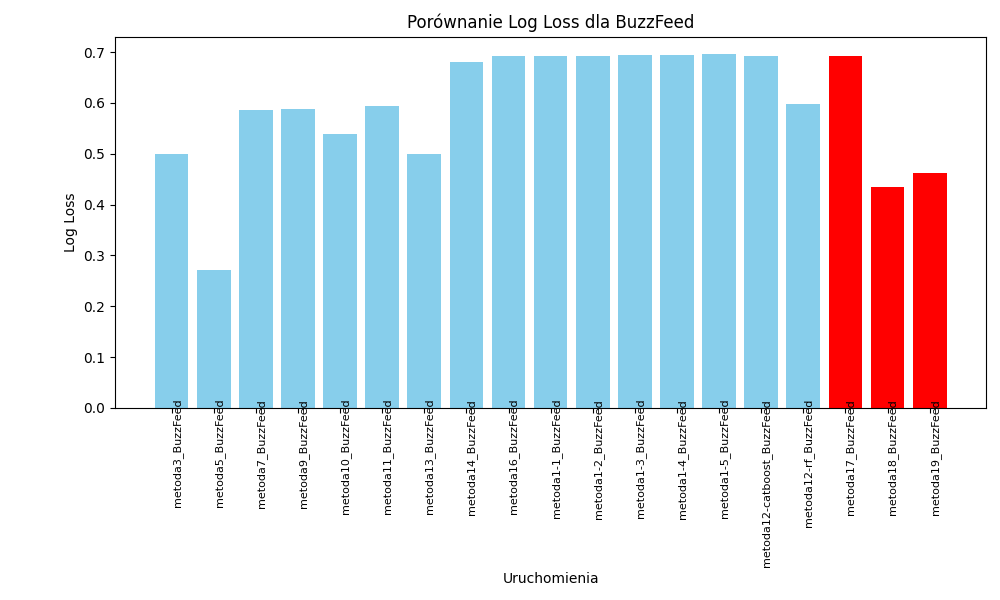 Porównanie Log Loss dla BuzzFeed
Log Loss
0.7
0.6
0.5
0.4
0.3
0.2
0.1
0.0
metoda3_BuzzFeed
metoda5_BuzzFeed
metoda7_BuzzFeed
metoda9_BuzzFeed
metoda10_BuzzFeed
metoda11_BuzzFeed
metoda13_BuzzFeed
metoda14_BuzzFeed
metoda16_BuzzFeed
metoda1-1_BuzzFeed
metoda1-2_BuzzFeed
metoda1-3_BuzzFeed
metoda1-4_BuzzFeed
metoda1-5_BuzzFeed
metoda12-catboost_BuzzFeed
metoda12-rf_BuzzFeed
metoda17_BuzzFeed
metoda18_BuzzFeed
metoda19_BuzzFeed
Uruchomienia